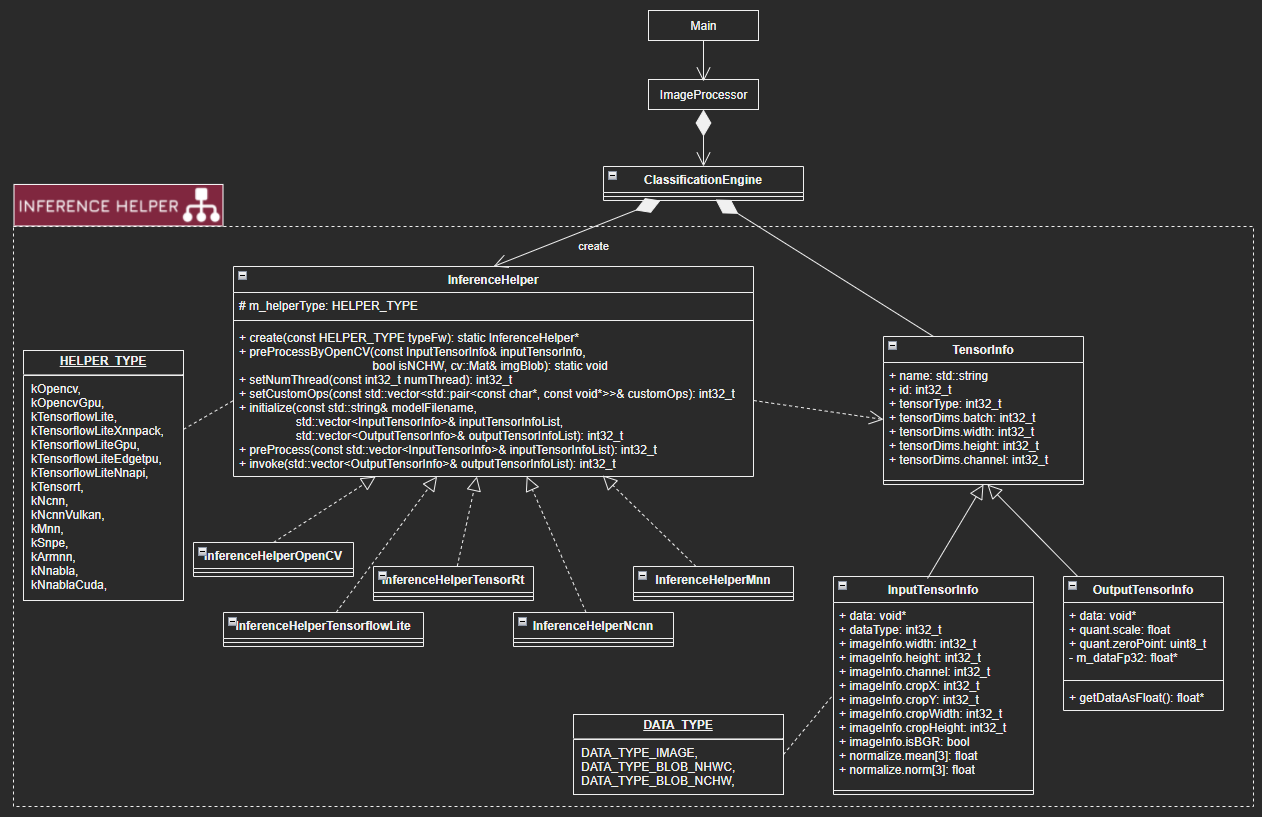 Main
ImageProcessor
ClassificationEngine
INFERENCE HELPER
create
InferenceHelper
# m_helperType: HELPER_TYPE
+ create(const HELPER_TYPE typeFw): static InferenceHelper*
+ preProcessByOpenCV(const InputTensorInfo& inputTensorInfo,
bool isNCHW, cv::Mat& imgBlob): static void
+ setNumThread(const int32_t numThread): int32_t
+ setCustomOps(const std::vector<std::pair<const char*, const void*>>& customOps): int32_t
+ initialize(const std::string& modelFilename,
std::vector<InputTensorInfo>& inputTensorInfoList,
std::vector<OutputTensorInfo>& outputTensorInfoList): int32_t
+ preProcess(const std::vector<InputTensorInfo>& inputTensorInfoList): int32_t
+ invoke(std::vector<OutputTensorInfo>& outputTensorInfoList): int32_t
HELPER_TYPE
kOpencv,
kOpencvGpu,
kTensorflowLite,
kTensorflowLiteXnnpack,
kTensorflowLiteGpu,
kTensorflowLiteEdgetpu,
kTensorflowLiteNnapi,
kTensorrt,
kNcnn,
kNcnnVulkan,
kMnn,
kSnpe,
kArmnn,
kNnabla,
kNnablaCuda,
TensorInfo
+ name: std::string
+ id: int32_t
+ tensorType: int32_t
+ tensorDims.batch: int32_t
+ tensorDims.width: int32_t
+ tensorDims.height: int32_t
+ tensorDims.channel: int32_t
InferenceHelperOpenCV
InferenceHelperTensorRt
InferenceHelperMnn
InferenceHelperTensorflowLite
InferenceHelperNcnn
InputTensorInfo
+ data: void*
+ dataType: int32_t
+ imageInfo.width: int32_t
+ imageInfo.height: int32_t
+ imageInfo.channel: int32_t
+ imageInfo.cropX: int32_t
+ imageInfo.cropY: int32_t
+ imageInfo.cropWidth: int32_t
+ imageInfo.cropHeight: int32_t
+ imageInfo.isBGR: bool
+ normalize.mean[3]: float
+ normalize.norm[3]: float
OutputTensorInfo
+ data: void*
+ quant.scale: float
+ quant.zeroPoint: uint8_t
- m_dataFp32: float*
+ getDataAsFloat(): float*
DATA_TYPE
DATA_TYPE_IMAGE,
DATA_TYPE_BLOB_NHWC,
DATA_TYPE_BLOB_NCHW,